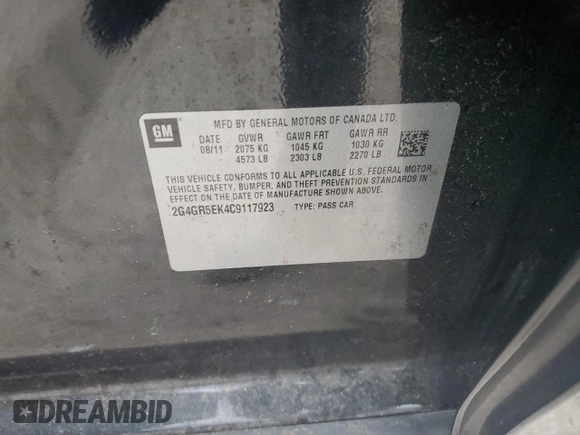 GM
MFD BY GENERAL MOTORS OF CANADA LTD.
DATE GVWR GAWR FRT GAWR RR
08/11 2075 KG 1045 KG 1030 KG
4573 LB 2303 LB 2270 LB
THIS VEHICLE CONFORMS TO ALL APPLICABLE U.S. FEDERAL MOTOR
VEHICLE SAFETY, BUMPER, AND THEFT PREVENTION STANDARDS IN
EFFECT ON THE DATE OF MANUFACTURE SHOWN ABOVE.
2G4GR5EK4C9117923 TYPE: PASS CAR
DREAMBID